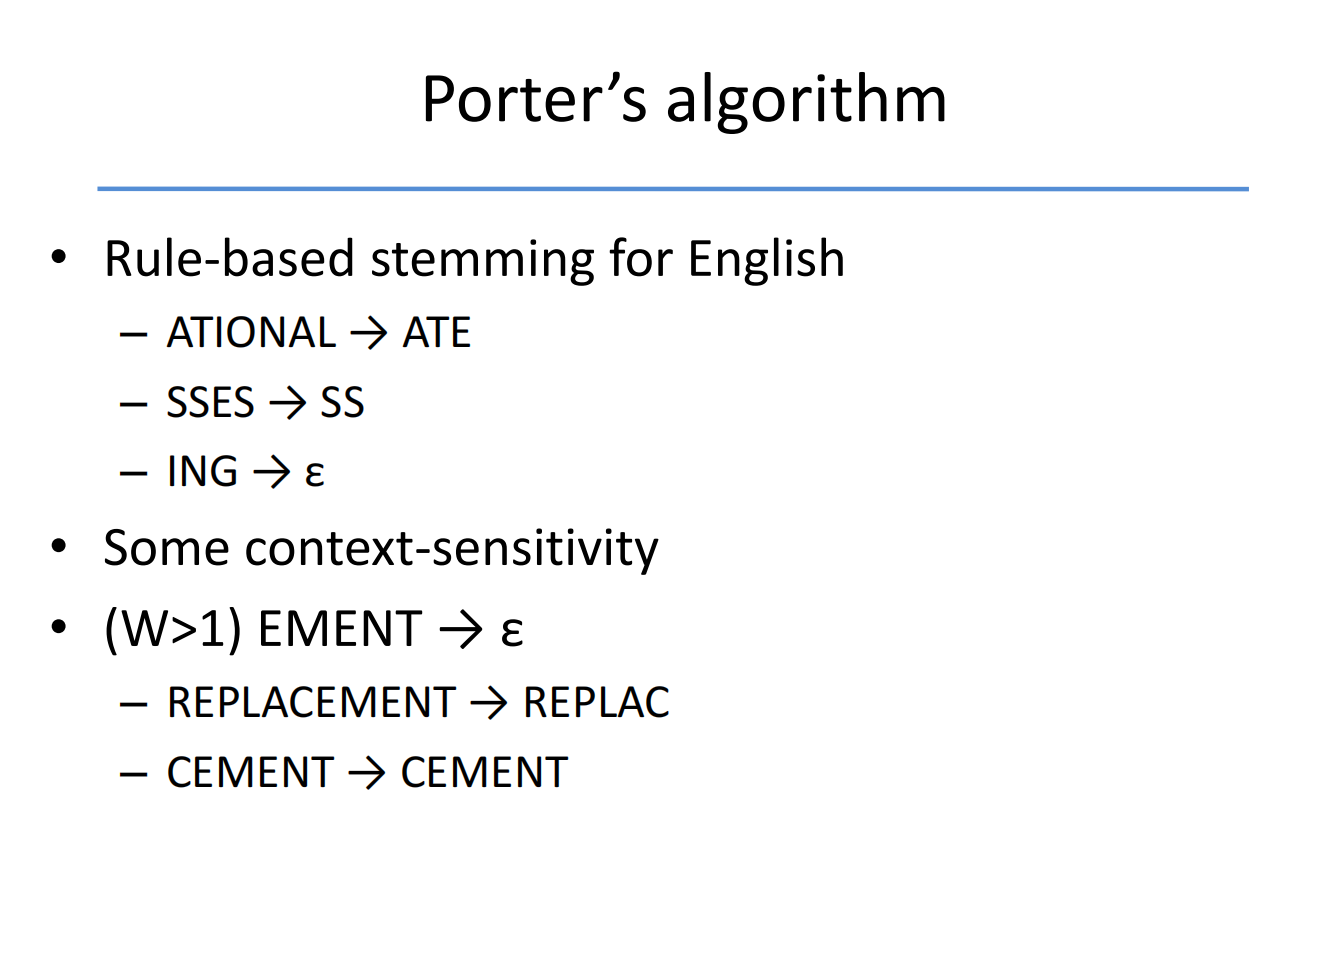 Porter’s algorithm
• Rule-based stemming for English
– ATIONAL → ATE
– SSES → SS
– ING → ε
• Some context-sensitivity
• (W>1) EMENT → ε
– REPLACEMENT → REPLAC
– CEMENT → CEMENT